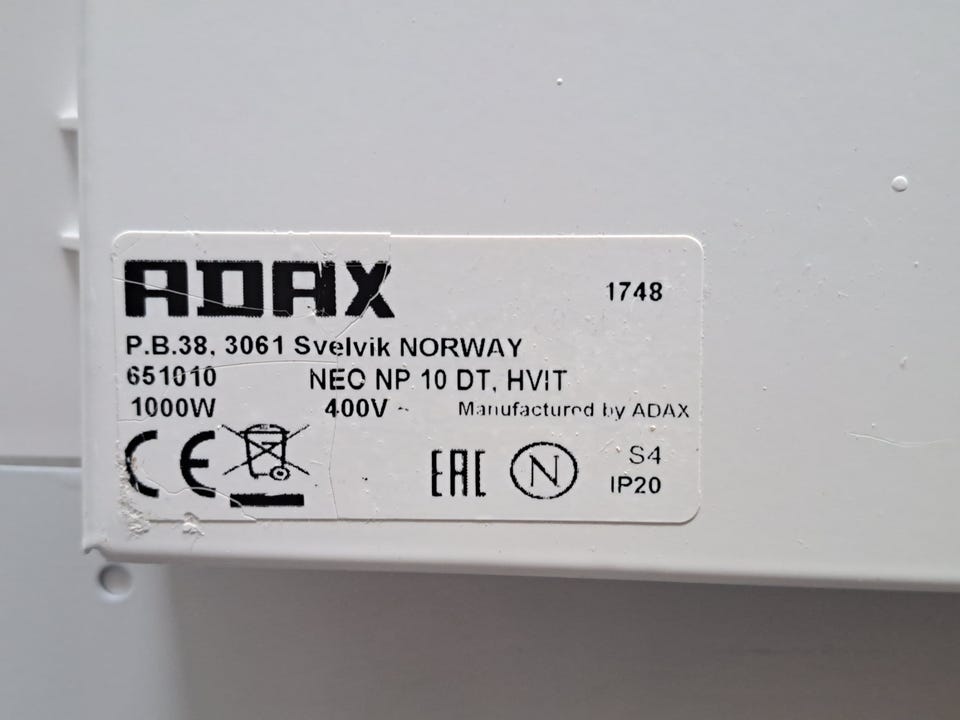 ADAX
1748
P.B.38, 3061 Svelvik NORWAY
651010 NEO NP 10 DT, HVIT
1000W 400V ~ Manufactured by ADAX
CE EAC N S4
IP20